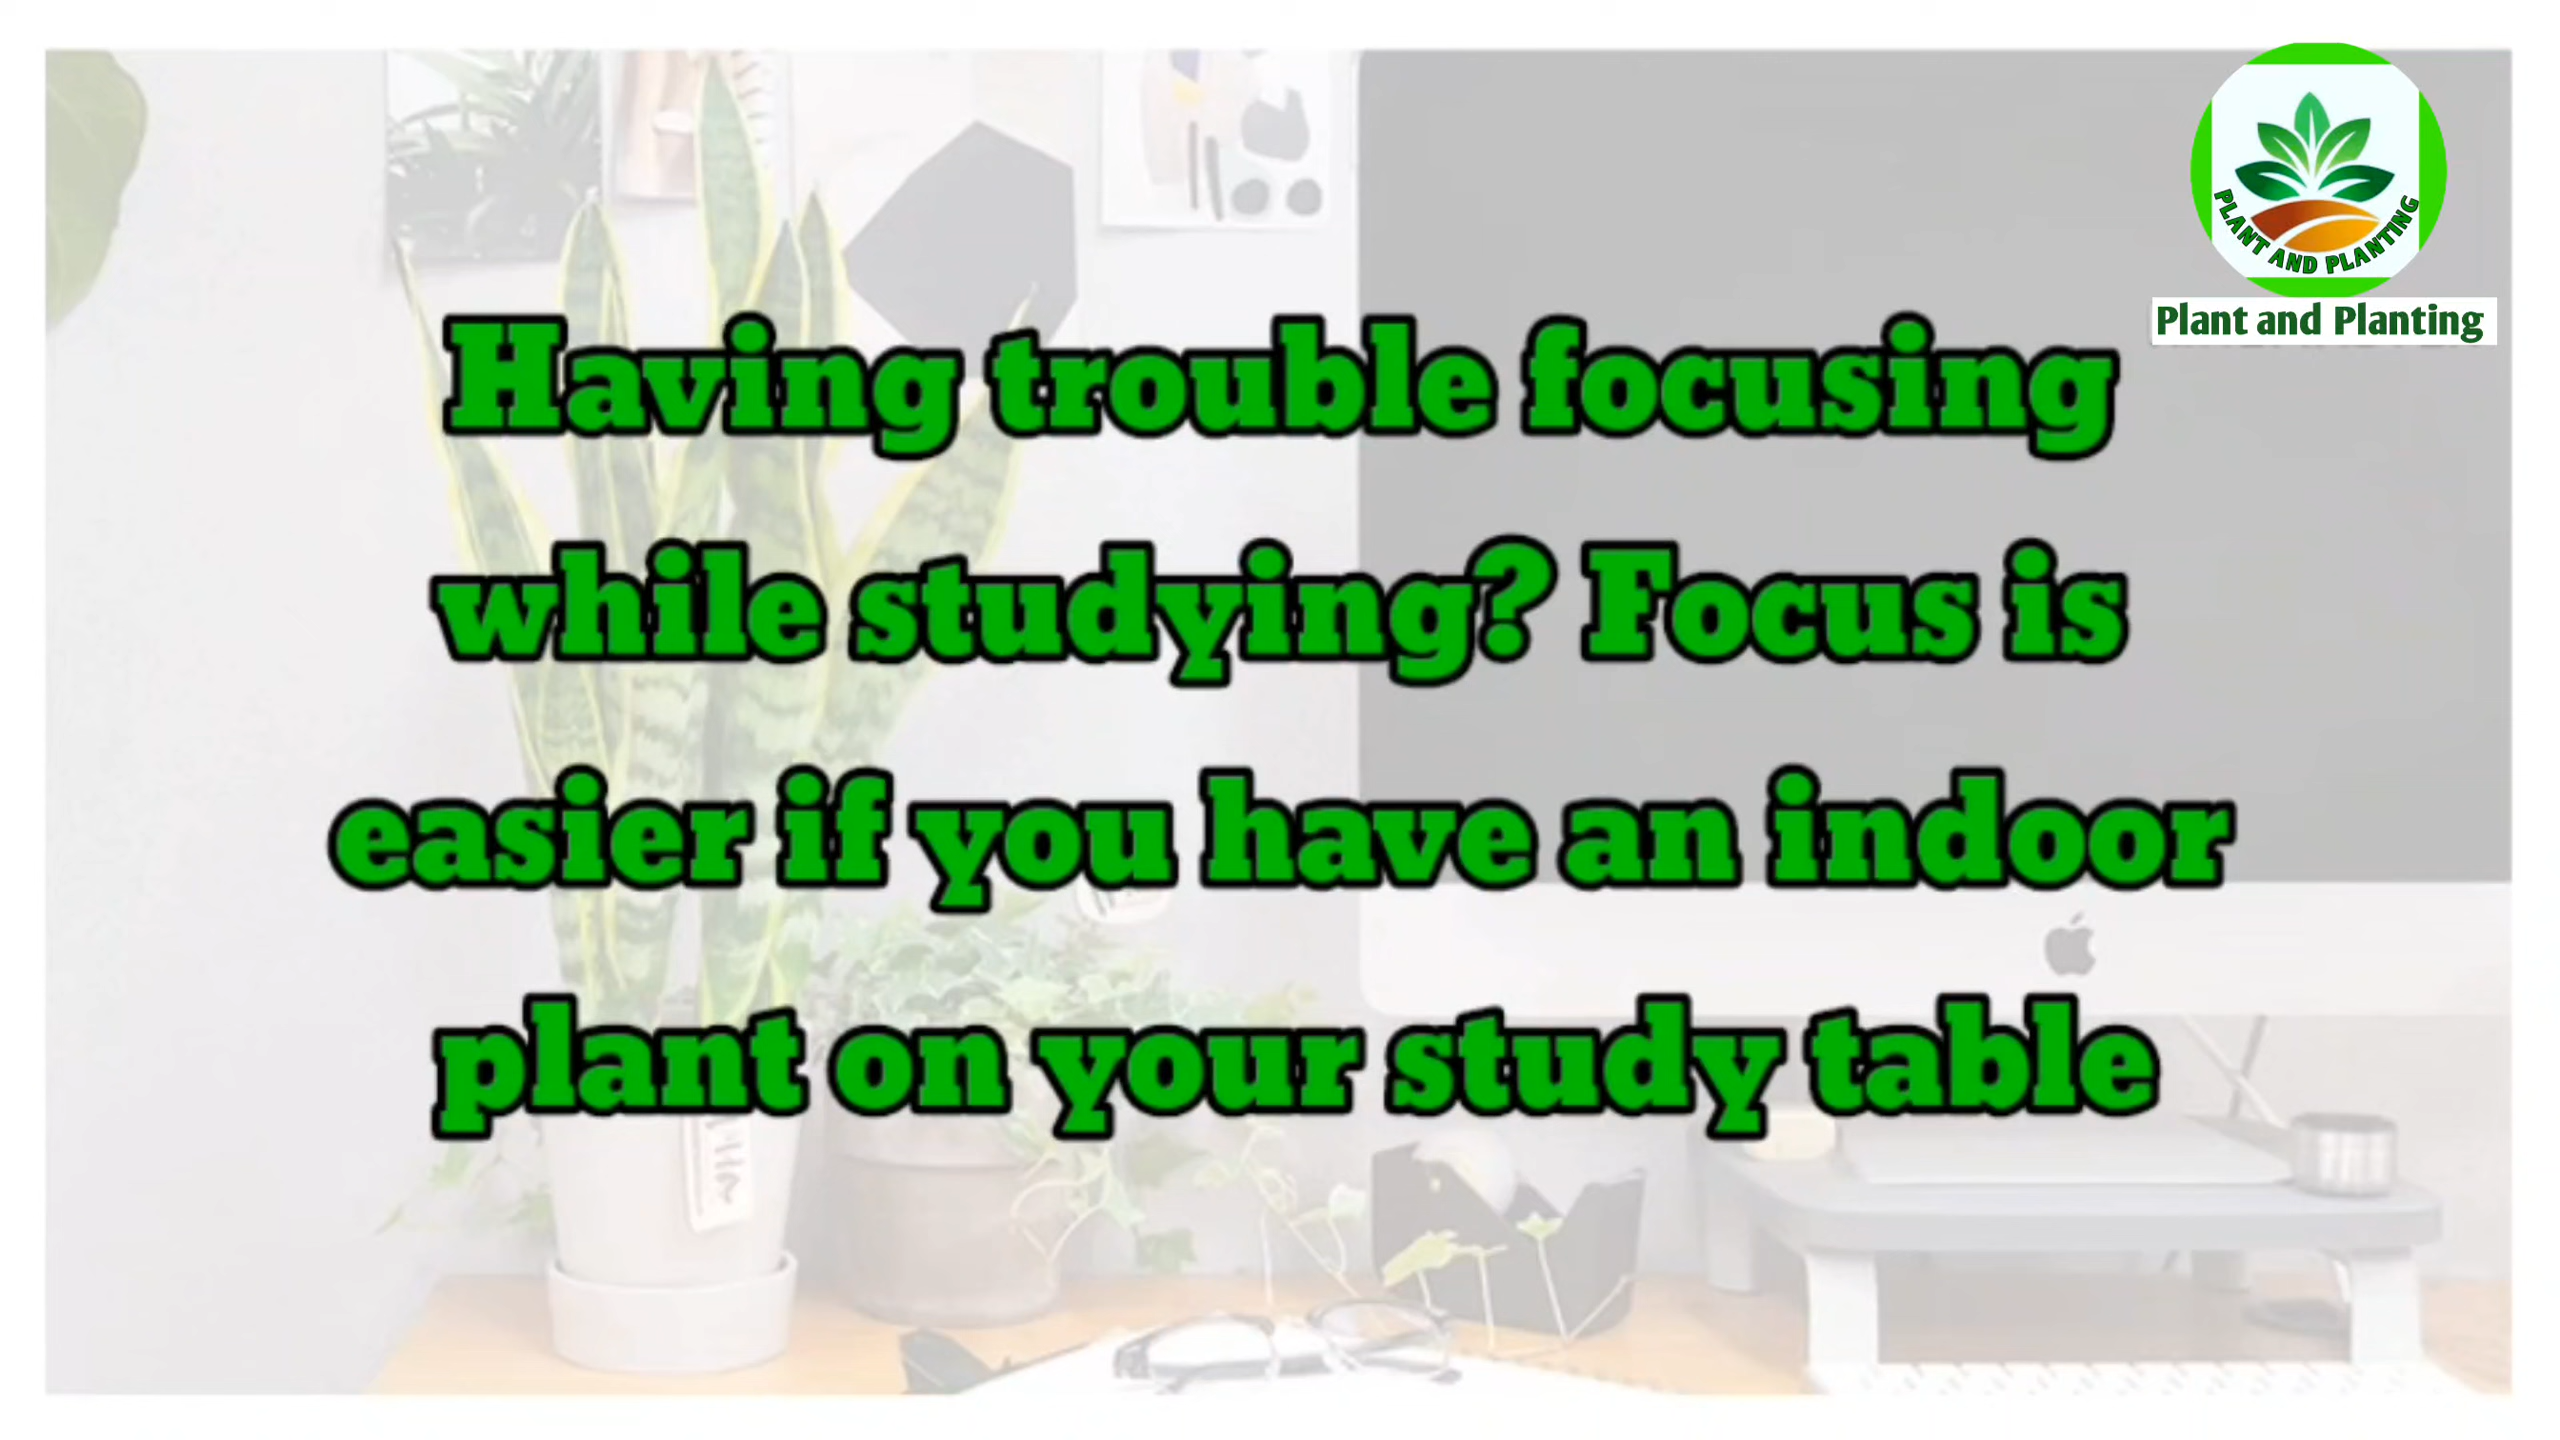 PLANT AND PLANTING
Plant and Planting
Having trouble focusing
while studying? Focus is
easier if you have an indoor
plant on your study table